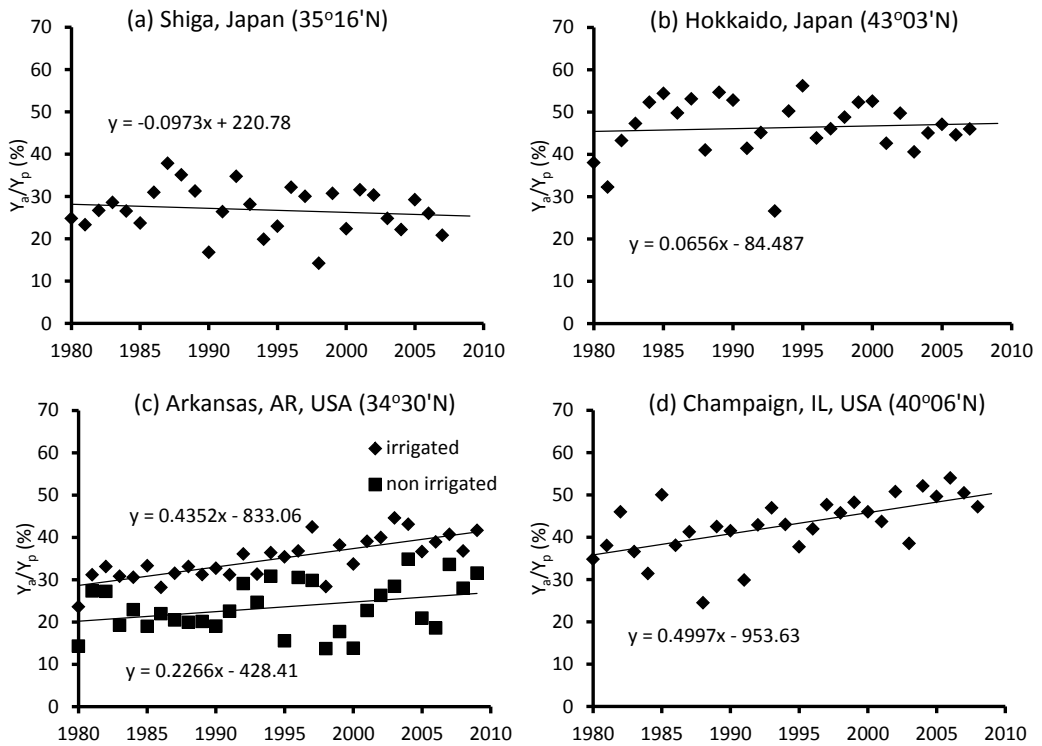 (a) Shiga, Japan (35°16'N)
70
60
50
40
30
20
10
0
Yₐ/Yₚ (%)
y = -0.0973x + 220.78
1980 1985 1990 1995 2000 2005 2010
(b) Hokkaido, Japan (43°03'N)
70
60
50
40
30
20
10
0
Yₐ/Yₚ (%)
y = 0.0656x - 84.487
1980 1985 1990 1995 2000 2005 2010
(c) Arkansas, AR, USA (34°30'N)
70
60
50
40
30
20
10
0
Yₐ/Yₚ (%)
irrigated
non irrigated
y = 0.4352x - 833.06
y = 0.2266x - 428.41
1980 1985 1990 1995 2000 2005 2010
(d) Champaign, IL, USA (40°06'N)
70
60
50
40
30
20
10
0
Yₐ/Yₚ (%)
y = 0.4997x - 953.63
1980 1985 1990 1995 2000 2005 2010